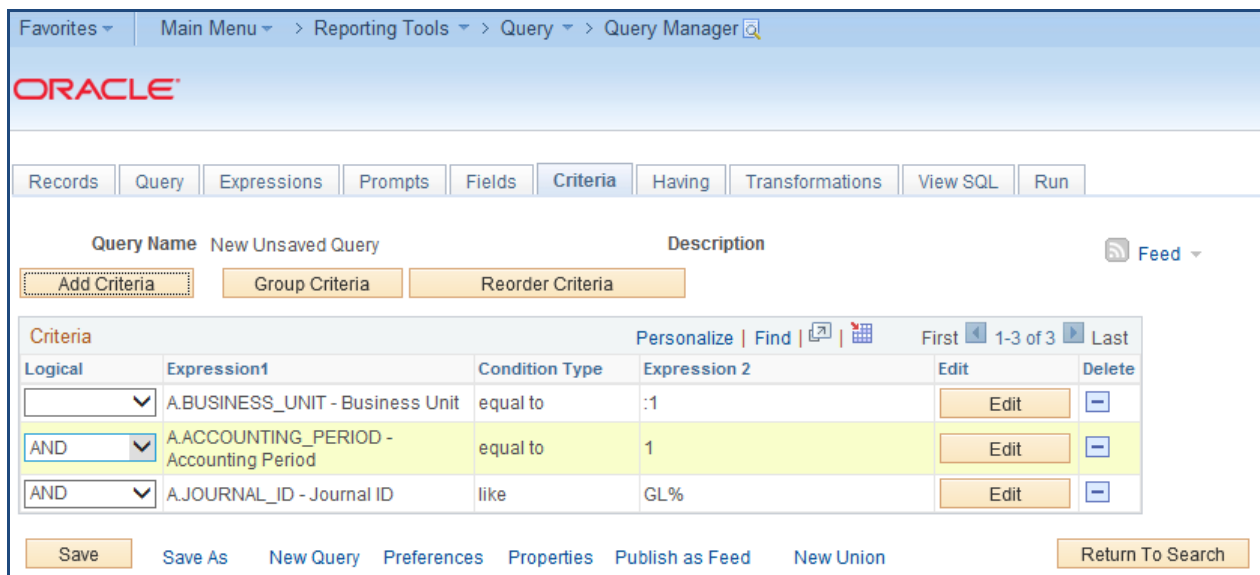 Favorites Main Menu > Reporting Tools > Query > Query Manager
ORACLE
Records Query Expressions Prompts Fields Criteria Having Transformations View SQL Run
Query Name New Unsaved Query Description
Feed
Add Criteria Group Criteria Reorder Criteria
Criteria Personalize | Find | | First 1-3 of 3 Last
Logical Expression1 Condition Type Expression 2 Edit Delete
A.BUSINESS_UNIT - Business Unit equal to :1 Edit
AND A.ACCOUNTING_PERIOD - Accounting Period equal to 1 Edit
AND A.JOURNAL_ID - Journal ID like GL% Edit
Save Save As New Query Preferences Properties Publish as Feed New Union Return To Search